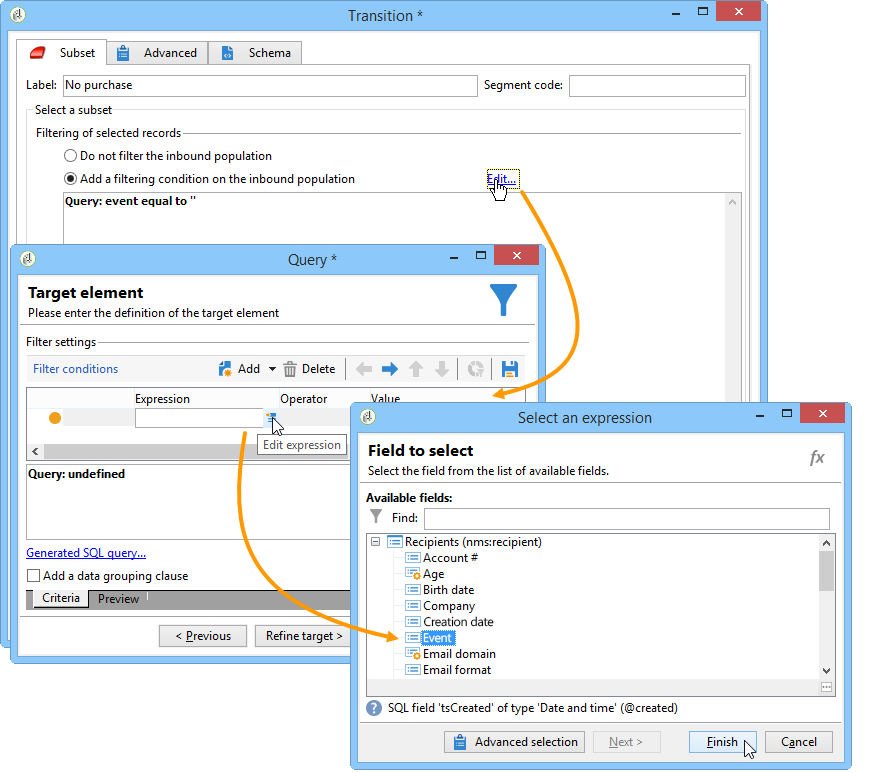 Transition *
Subset Advanced Schema
Label: No purchase Segment code:
Select a subset
Filtering of selected records
Do not filter the inbound population
Add a filtering condition on the inbound population Edit...
Query: event equal to ''
Query *
Target element
Please enter the definition of the target element
Filter settings
Filter conditions Add Delete
Expression Operator Value
Edit expression
Query: undefined
Generated SQL query...
Add a data grouping clause
Criteria Preview
< Previous Refine target >
Select an expression
Field to select
Select the field from the list of available fields.
fx
Available fields:
Find:
Recipients (nms:recipient)
Account #
Age
Birth date
Company
Creation date
Event
Email domain
Email format
SQL field 'tsCreated' of type 'Date and time' (@created)
Advanced selection Next > Finish Cancel